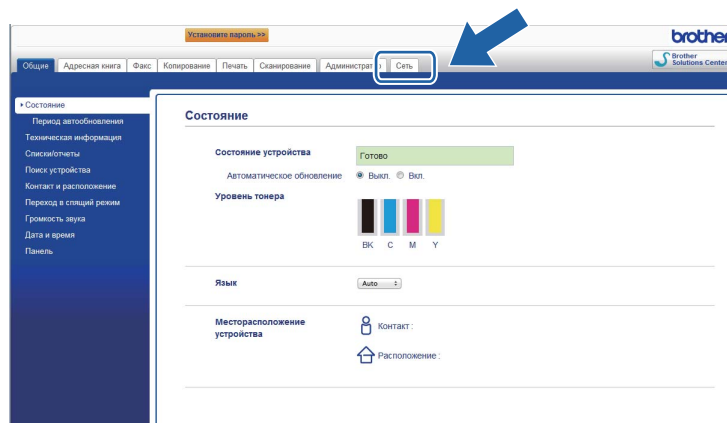 Установите пароль >>
brother
Общие Адресная книга Факс Копирование Печать Сканирование Администратор Сеть
Brother
Solutions Center
Состояние
Период автообновления
Техническая информация
Списки/отчеты
Поиск устройства
Контакт и расположение
Переход в спящий режим
Громкость звука
Дата и время
Панель
Состояние
Состояние устройства Готово
Автоматическое обновление Выкл. Вкл.
Уровень тонера
BK C M Y
Язык Auto
Месторасположение
устройства
Контакт :
Расположение :